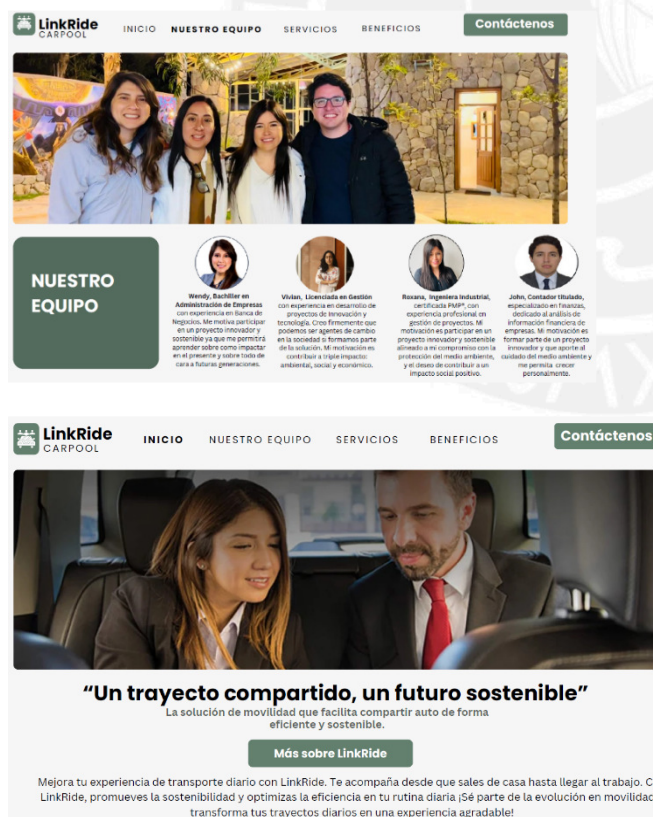 LinkRide
CARPOOL
INICIO NUESTRO EQUIPO SERVICIOS BENEFICIOS Contáctenos
NUESTRO
EQUIPO
Wendy, Bachiller en
Administración de Empresas
con experiencia en Banca de
Negocios. Me motiva participar
en un proyecto innovador y
sostenible ya que me permitirá
aprender sobre como impactar
en el presente y sobre todo de
cara a futuras generaciones.
Vivian, Licenciada en Gestión
con experiencia en desarrollo de
proyectos de Innovación y
tecnología. Creo firmemente que
podemos ser agentes de cambio
en la sociedad si formamos parte
de la solución. Mi motivación es
contribuir a triple impacto:
ambiental, social y económico.
Roxana, Ingeniera Industrial,
certificada PMP®, con
experiencia profesional en
gestión de proyectos. Mi
motivación es participar en un
proyecto innovador y sostenible
alineado a mi compromiso con la
protección del medio ambiente,
y el deseo de contribuir a un
impacto social positivo.
John, Contador titulado,
especializado en finanzas,
dedicado al análisis de
información financiera de
empresas. Mi motivación es
formar parte de un proyecto
innovador y que aporte al
cuidado del medio ambiente y
me permita crecer
personalmente.
LinkRide
CARPOOL
INICIO NUESTRO EQUIPO SERVICIOS BENEFICIOS Contáctenos
“Un trayecto compartido, un futuro sostenible”
La solución de movilidad que facilita compartir auto de forma
eficiente y sostenible.
Más sobre LinkRide
Mejora tu experiencia de transporte diario con LinkRide. Te acompaña desde que sales de casa hasta llegar al trabajo. C
LinkRide, promueves la sostenibilidad y optimizas la eficiencia en tu rutina diaria ¡Sé parte de la evolución en movilidad
transforma tus trayectos diarios en una experiencia agradable!